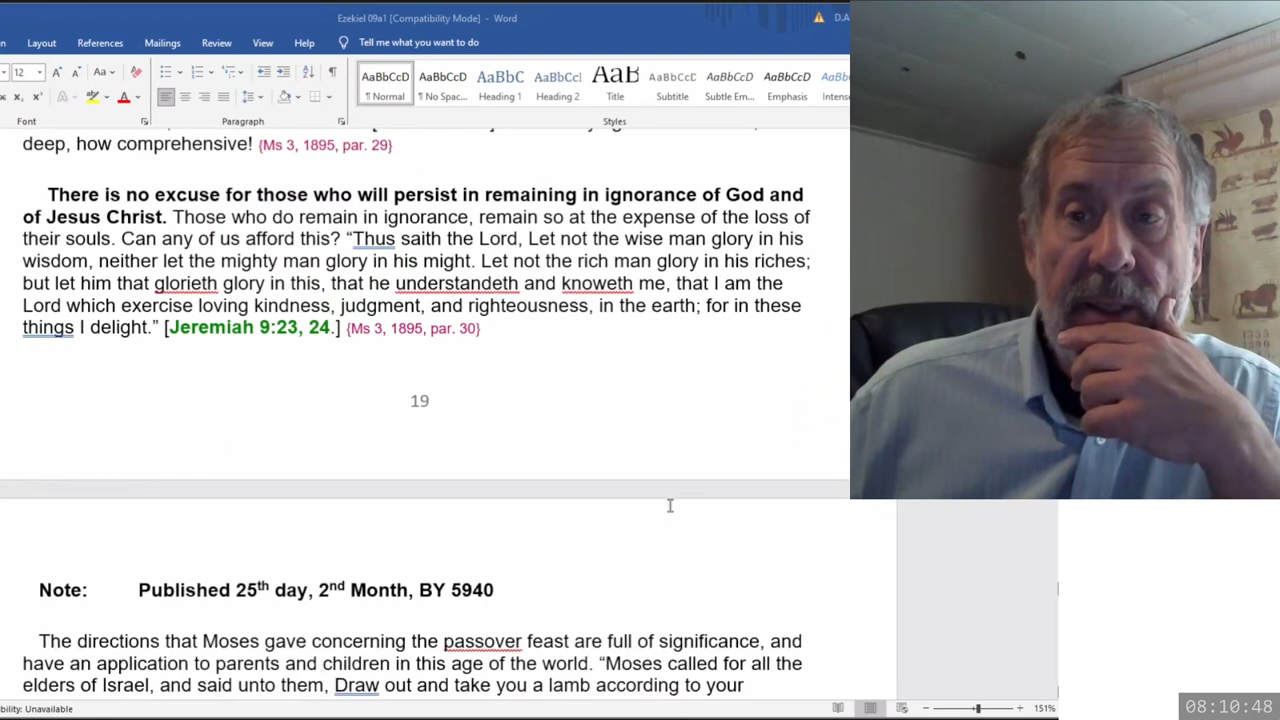 Ezekiel 09a1 [Compatibility Mode] - Word
D.A
Layout References Mailings Review View Help Tell me what you want to do
12 Aa
Font Paragraph Styles
AaBbCcD AaBbCcD AaBbC AaBbCcl AaB AaBbCcD AaBbCcD AaBbCcD AaBb
¶ Normal ¶ No Spac... Heading 1 Heading 2 Title Subtitle Subtle Em... Emphasis Intens
deep, how comprehensive! {Ms 3, 1895, par. 29}
There is no excuse for those who will persist in remaining in ignorance of God and
of Jesus Christ. Those who do remain in ignorance, remain so at the expense of the loss of
their souls. Can any of us afford this? “Thus saith the Lord, Let not the wise man glory in his
wisdom, neither let the mighty man glory in his might. Let not the rich man glory in his riches;
but let him that glorieth glory in this, that he understandeth and knoweth me, that I am the
Lord which exercise loving kindness, judgment, and righteousness, in the earth; for in these
things I delight.” [Jeremiah 9:23, 24.] {Ms 3, 1895, par. 30}
19
Note: Published 25th day, 2nd Month, BY 5940
The directions that Moses gave concerning the passover feast are full of significance, and
have an application to parents and children in this age of the world. “Moses called for all the
elders of Israel, and said unto them, Draw out and take you a lamb according to your
bility: Unavailable
151%
08:10:48